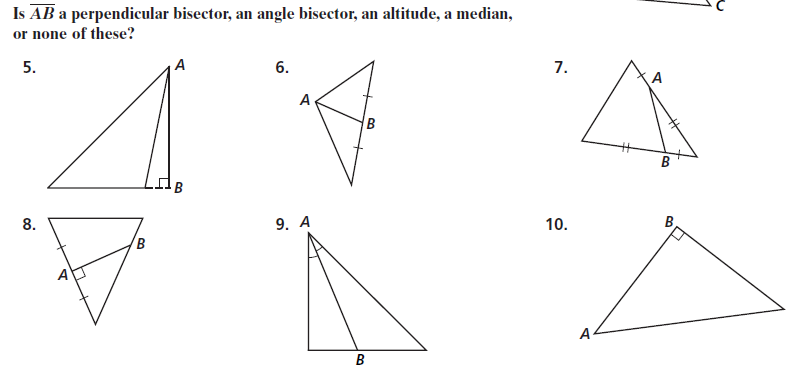 Is AB a perpendicular bisector, an angle bisector, an altitude, a median,
or none of these?
C
5.
A
B
6.
A
B
7.
A
B
8.
A
B
9.
A
B
10.
B
A